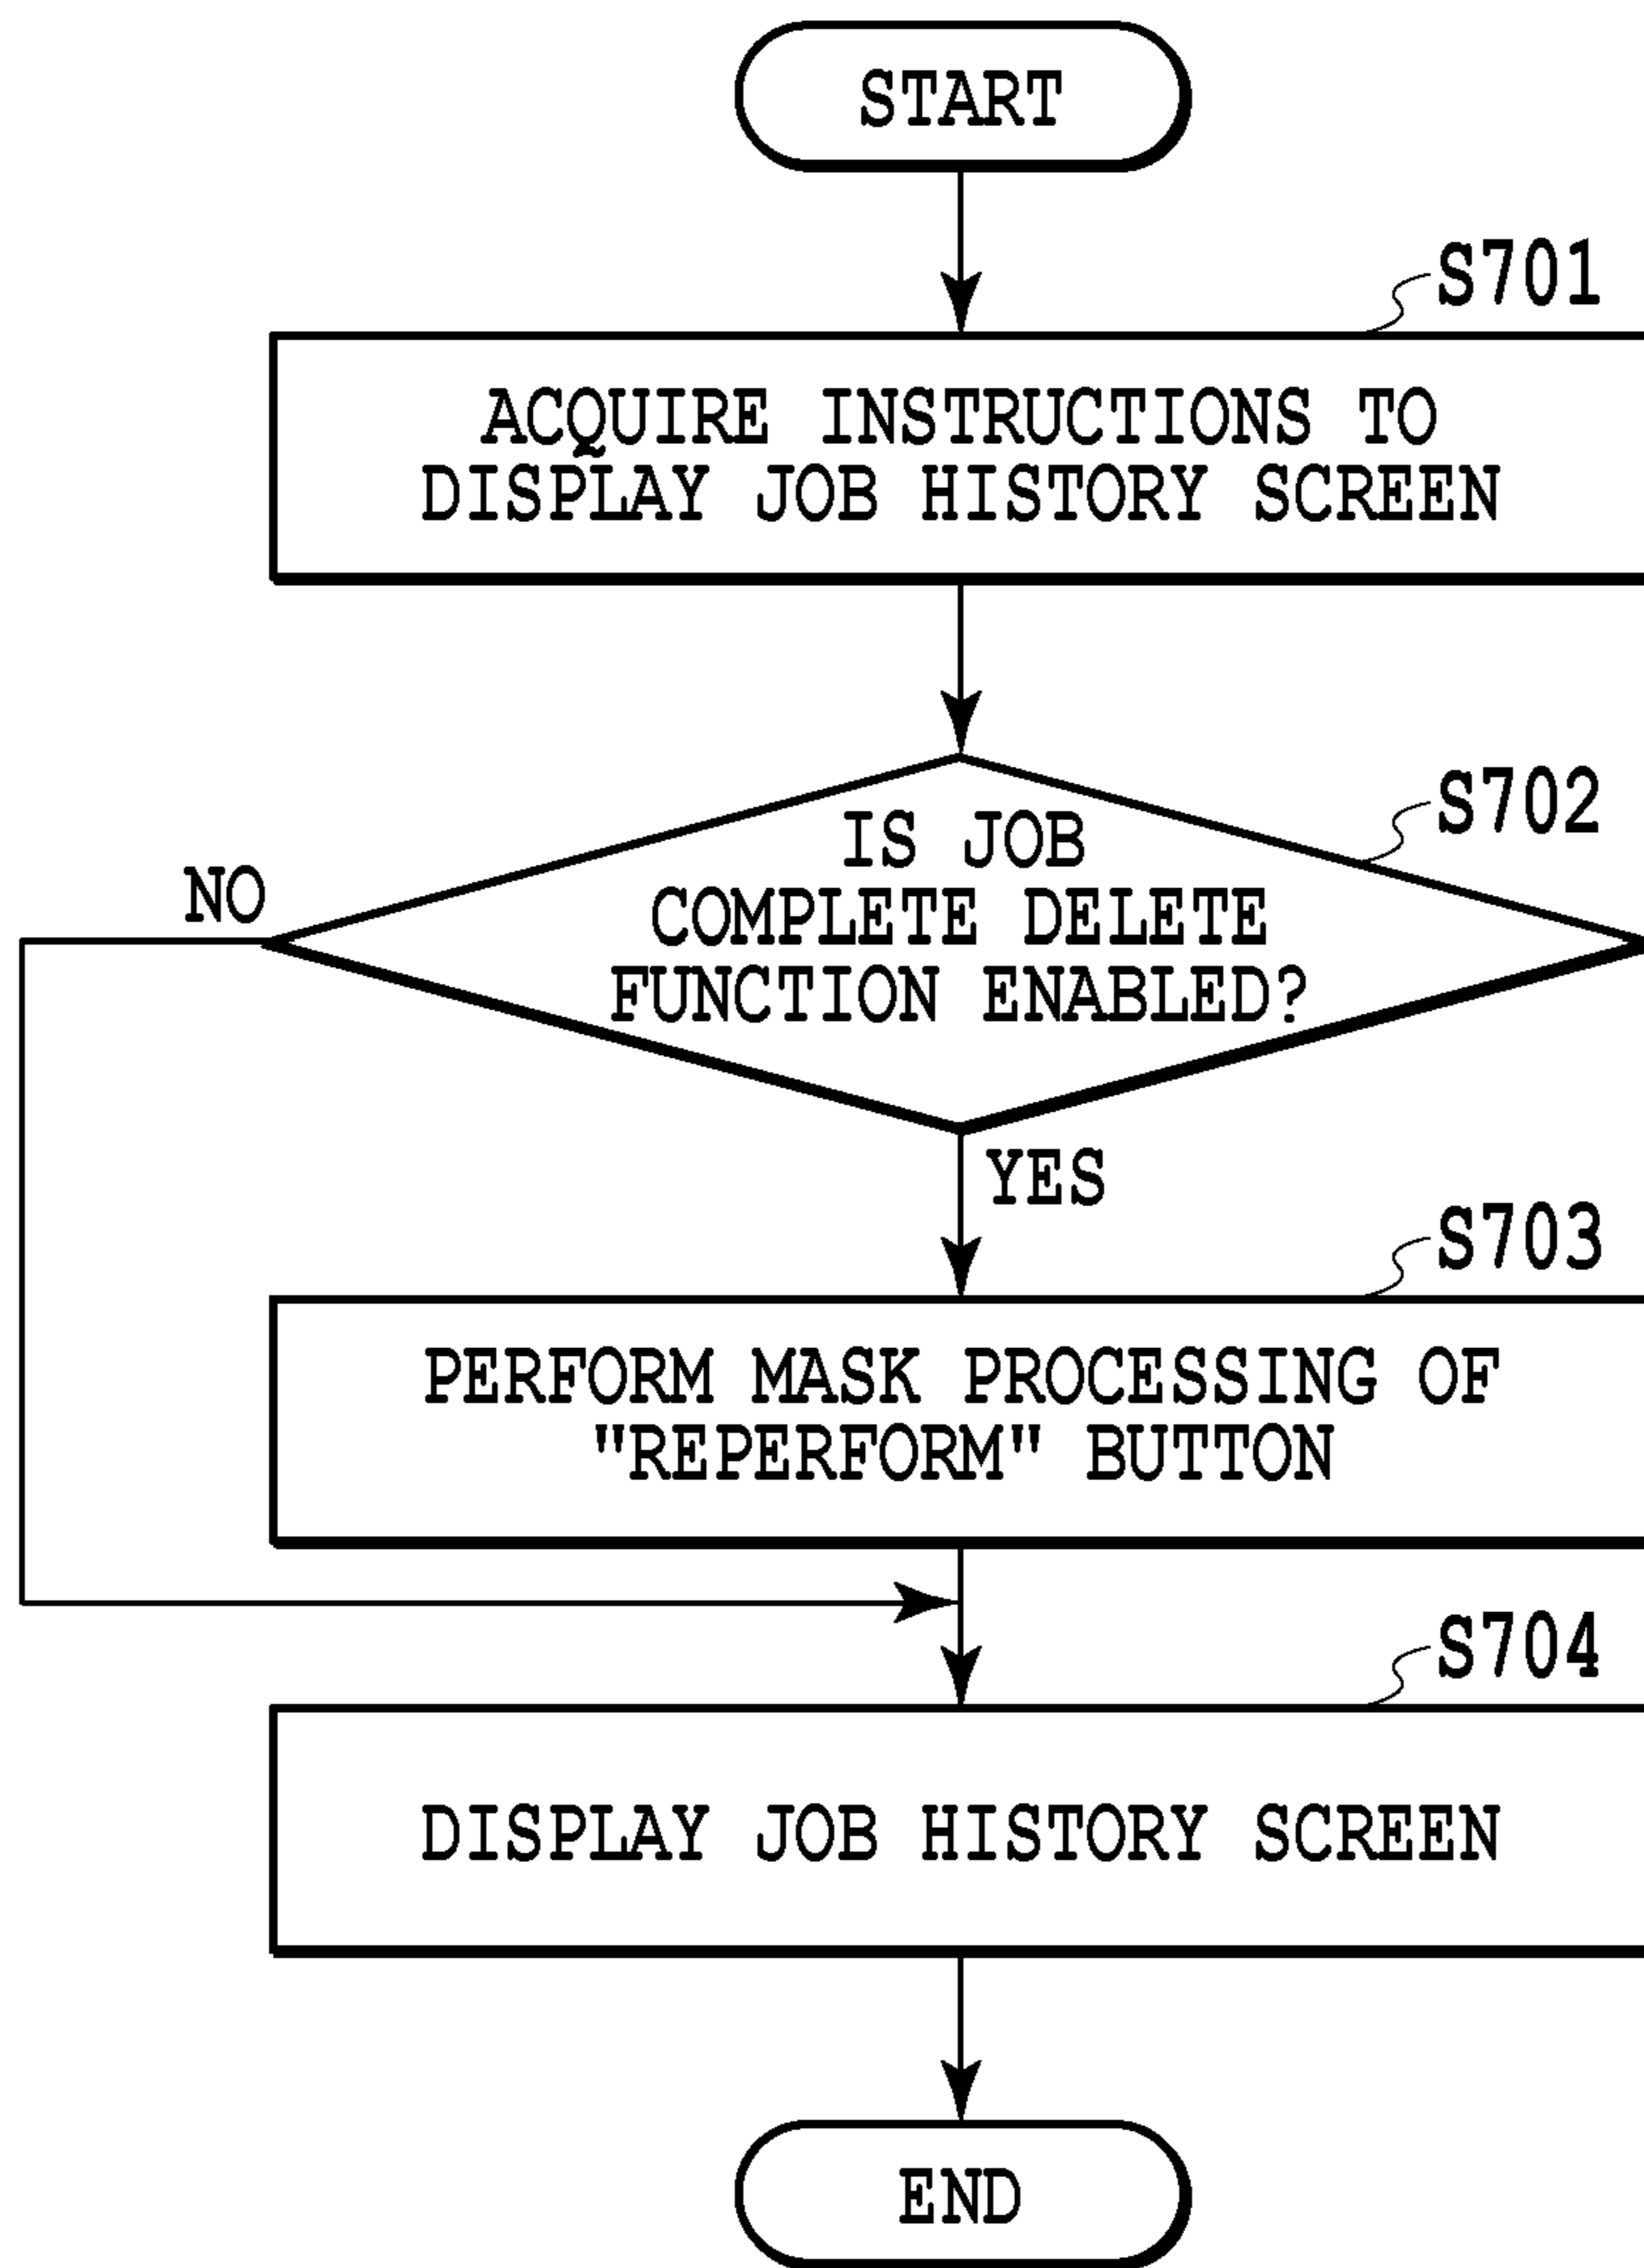 START
S701
ACQUIRE INSTRUCTIONS TO
DISPLAY JOB HISTORY SCREEN
S702
IS JOB
NO
COMPLETE DELETE
FUNCTION ENABLED?
YES
S703
PERFORM MASK PROCESSING OF
"REPERFORM" BUTTON
S704
DISPLAY JOB HISTORY SCREEN
END